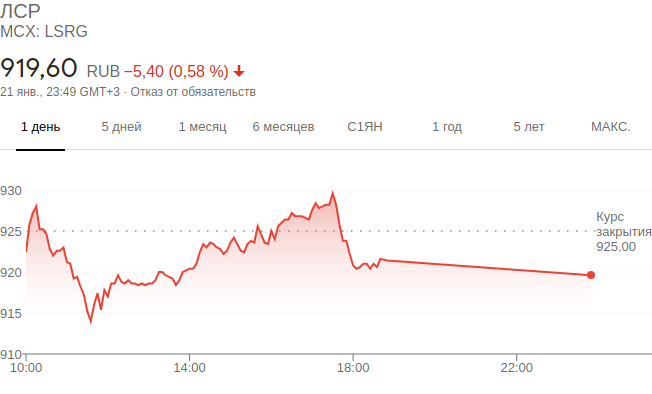 ЛСР
MCX: LSRG
919,60 RUB −5,40 (0,58 %)
21 янв., 23:49 GMT+3 · Отказ от обязательств
1 день 5 дней 1 месяц 6 месяцев С1ЯН 1 год 5 лет МАКС.
930
925
920
915
910
Курс
закрытия
925,00
10:00 14:00 18:00 22:00